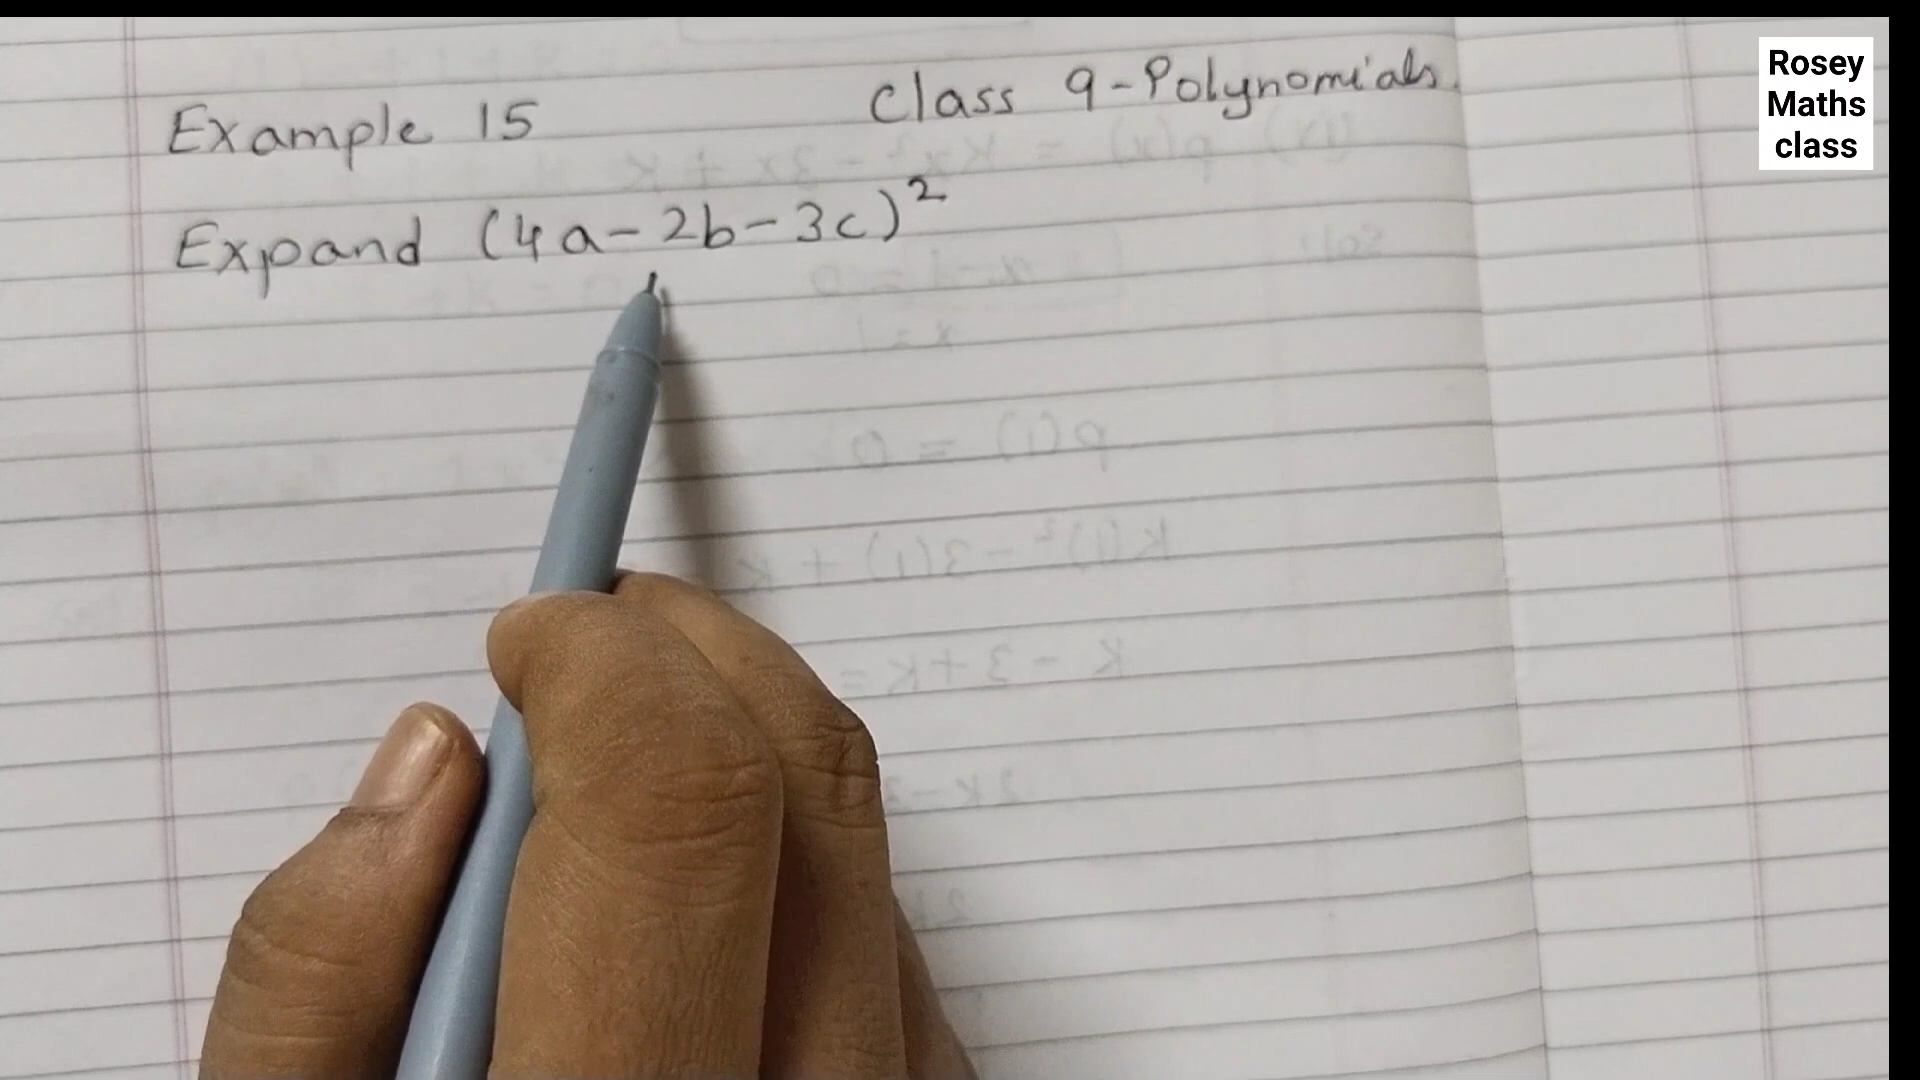 Class 9-Polynomials.
Example 15
Expand (4a-2b-3c)²
Rosey
Maths
class